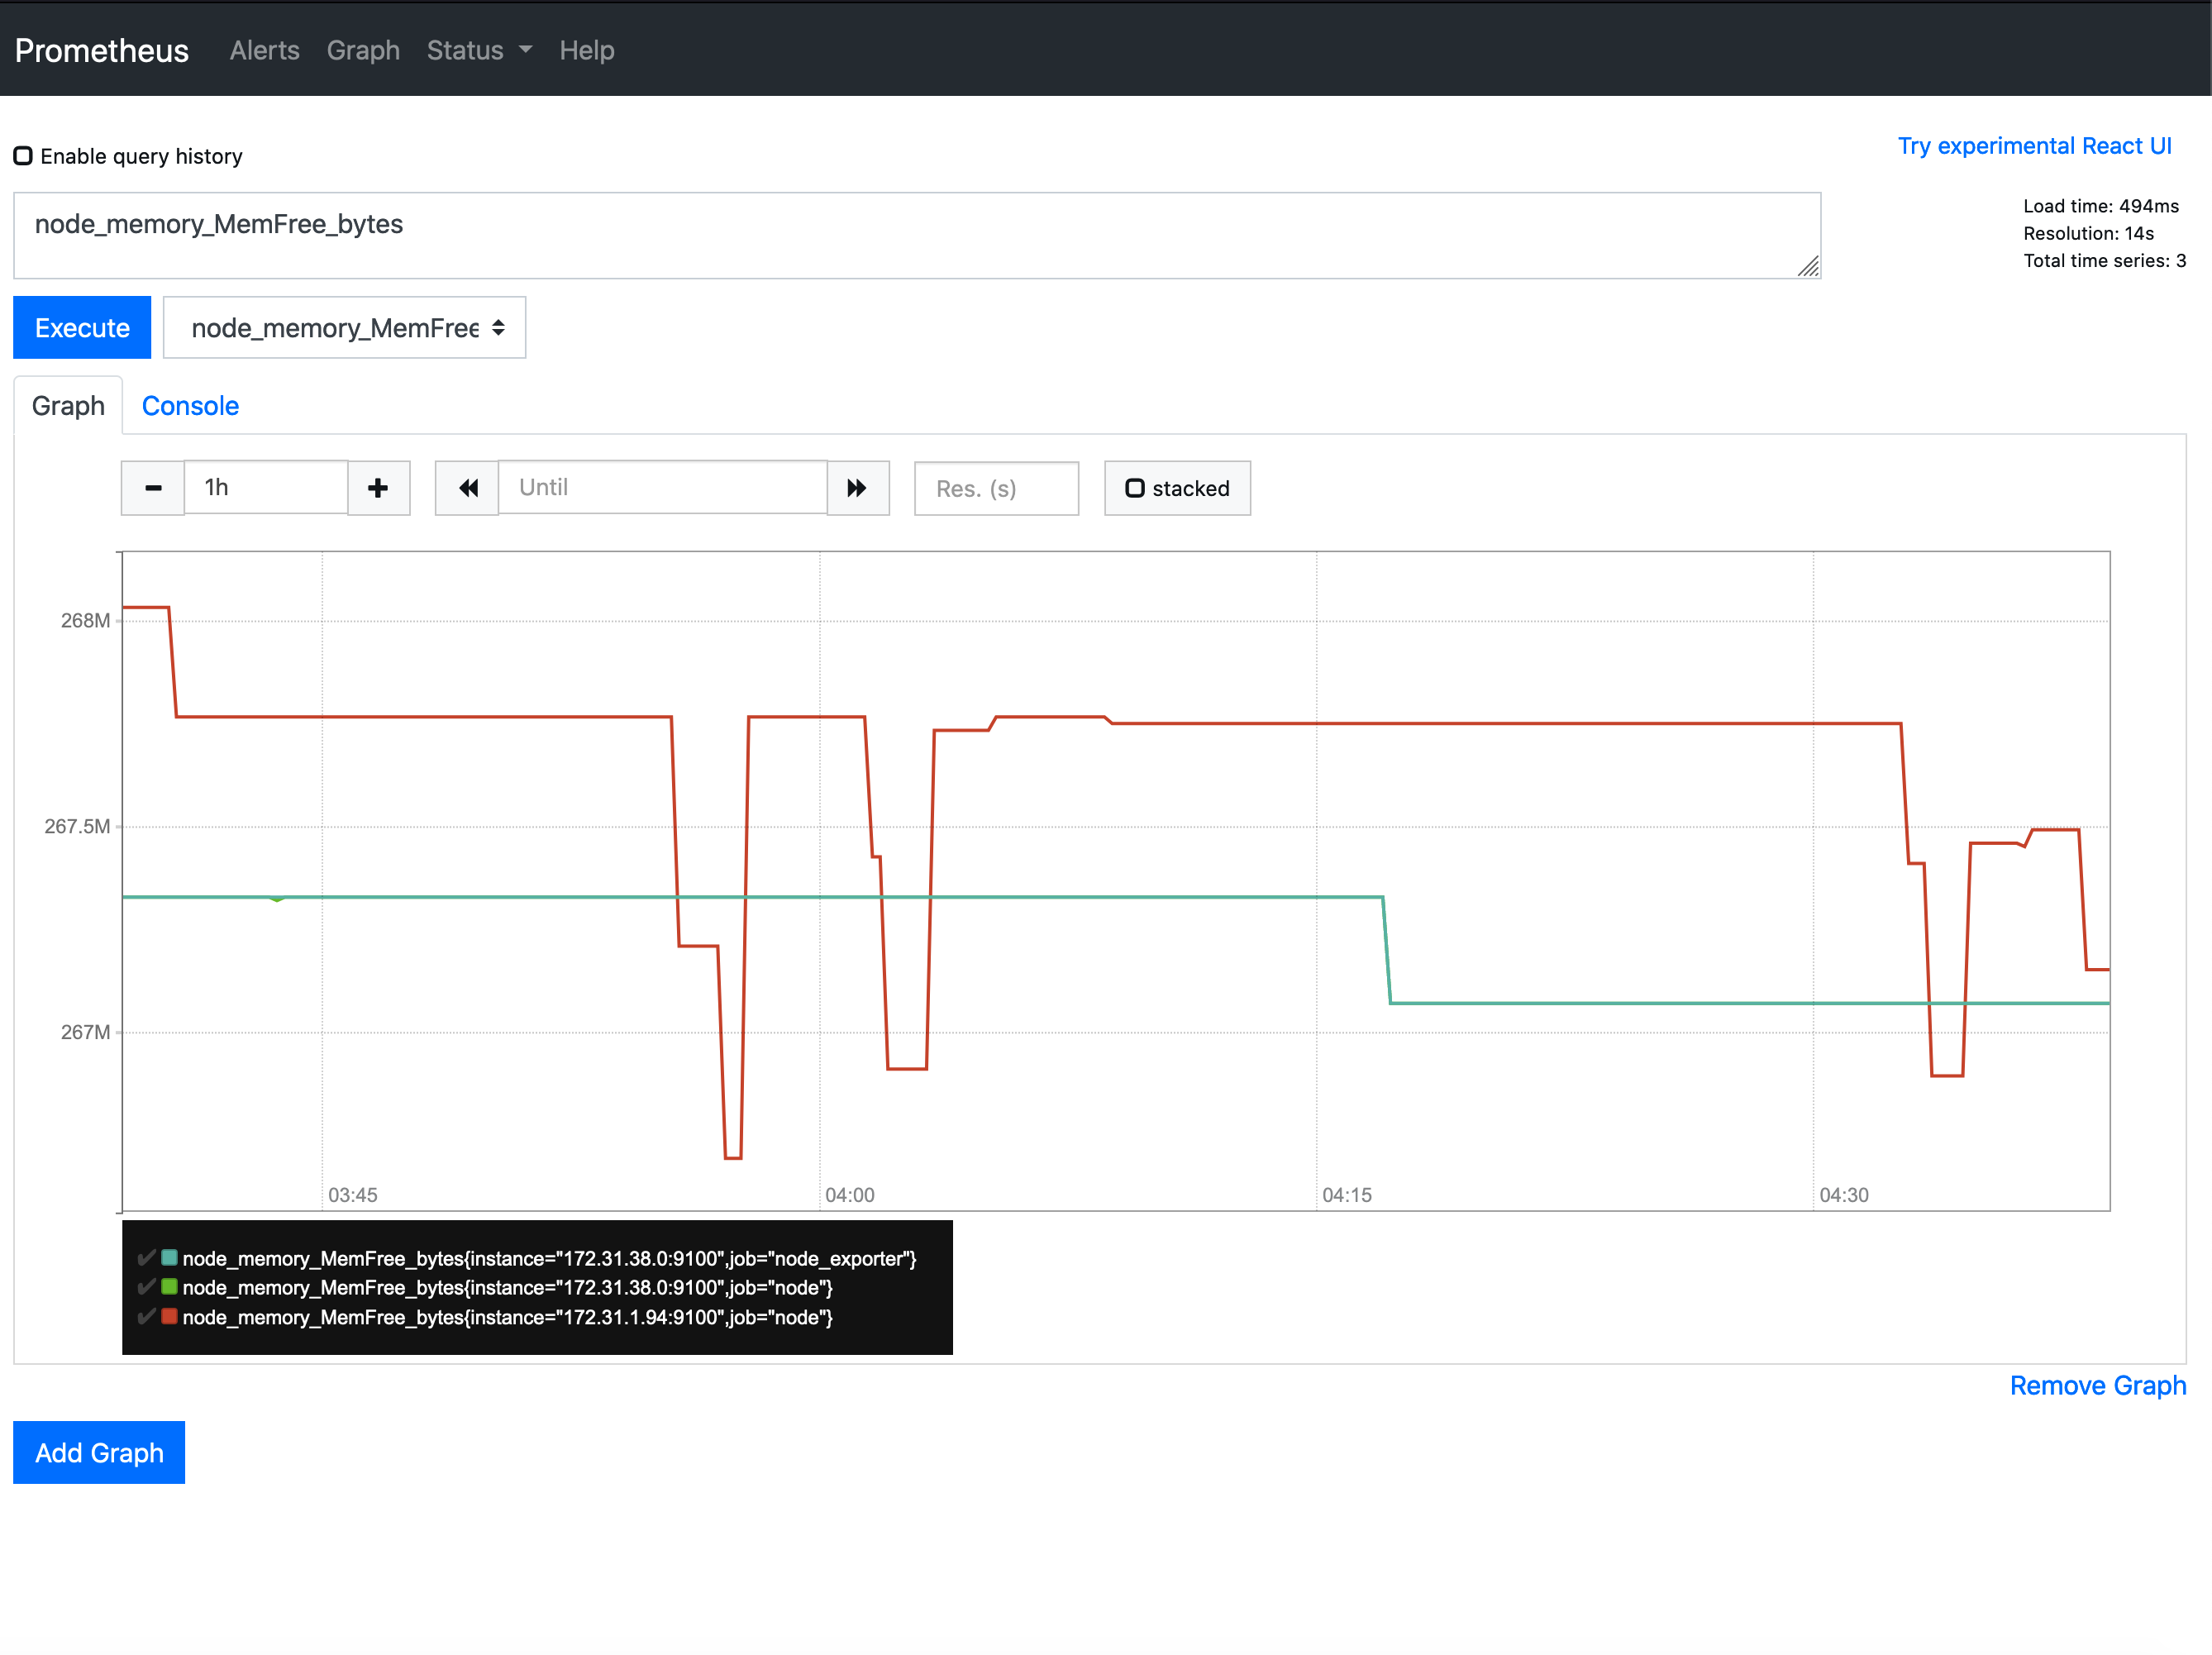 Prometheus Alerts Graph Status Help
Enable query history
Try experimental React UI
node_memory_MemFree_bytes
Load time: 494ms
Resolution: 14s
Total time series: 3
Execute node_memory_MemFree
Graph Console
1h Until Res. (s) stacked
268M
267.5M
267M
03:45 04:00 04:15 04:30
node_memory_MemFree_bytes{instance="172.31.38.0:9100",job="node_exporter"}
node_memory_MemFree_bytes{instance="172.31.38.0:9100",job="node"}
node_memory_MemFree_bytes{instance="172.31.1.94:9100",job="node"}
Remove Graph
Add Graph